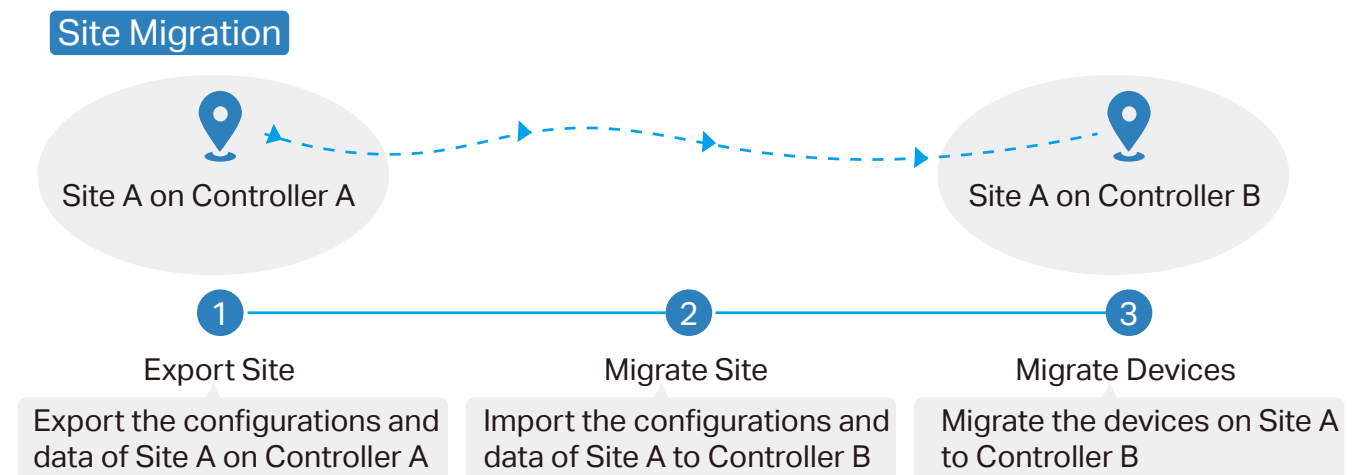 Site Migration
Site A on Controller A
Site A on Controller B
1
2
3
Export Site
Migrate Site
Migrate Devices
Export the configurations and
data of Site A on Controller A
Import the configurations and
data of Site A to Controller B
Migrate the devices on Site A
to Controller B